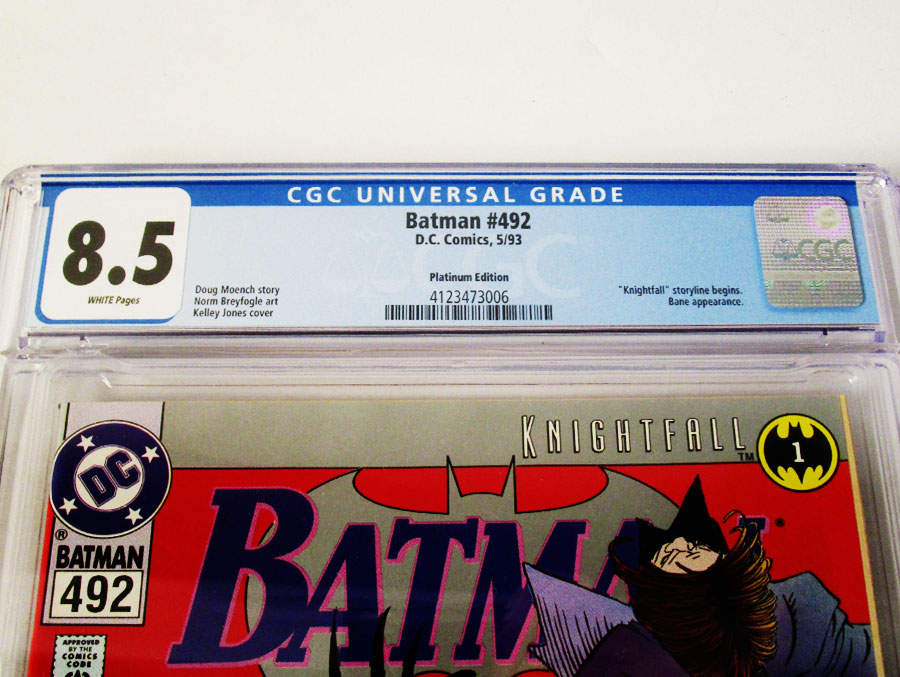 CGC UNIVERSAL GRADE
8.5
WHITE Pages
Batman #492
D.C. Comics, 5/93
Platinum Edition
4123473006
Doug Moench story
Norm Breyfogle art
Kelley Jones cover
"Knightfall" storyline begins.
Bane appearance.
CGC
CGC
KNIGHTFALL
TM
1
DC
®
BATMAN
492
BATMAN
®
APPROVED
BY THE
COMICS
CODE